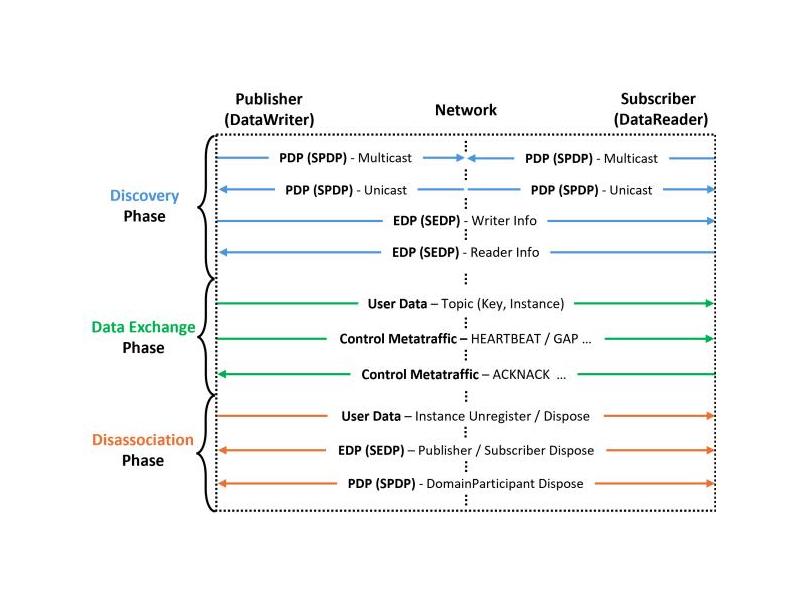 Publisher
(DataWriter)
Network
Subscriber
(DataReader)
Discovery
Phase
PDP (SPDP) - Multicast
PDP (SPDP) - Multicast
PDP (SPDP) - Unicast
PDP (SPDP) - Unicast
EDP (SEDP) - Writer Info
EDP (SEDP) - Reader Info
Data Exchange
Phase
User Data – Topic (Key, Instance)
Control Metatraffic – HEARTBEAT / GAP ...
Control Metatraffic – ACKNACK ...
Disassociation
Phase
User Data – Instance Unregister / Dispose
EDP (SEDP) – Publisher / Subscriber Dispose
PDP (SPDP) - DomainParticipant Dispose